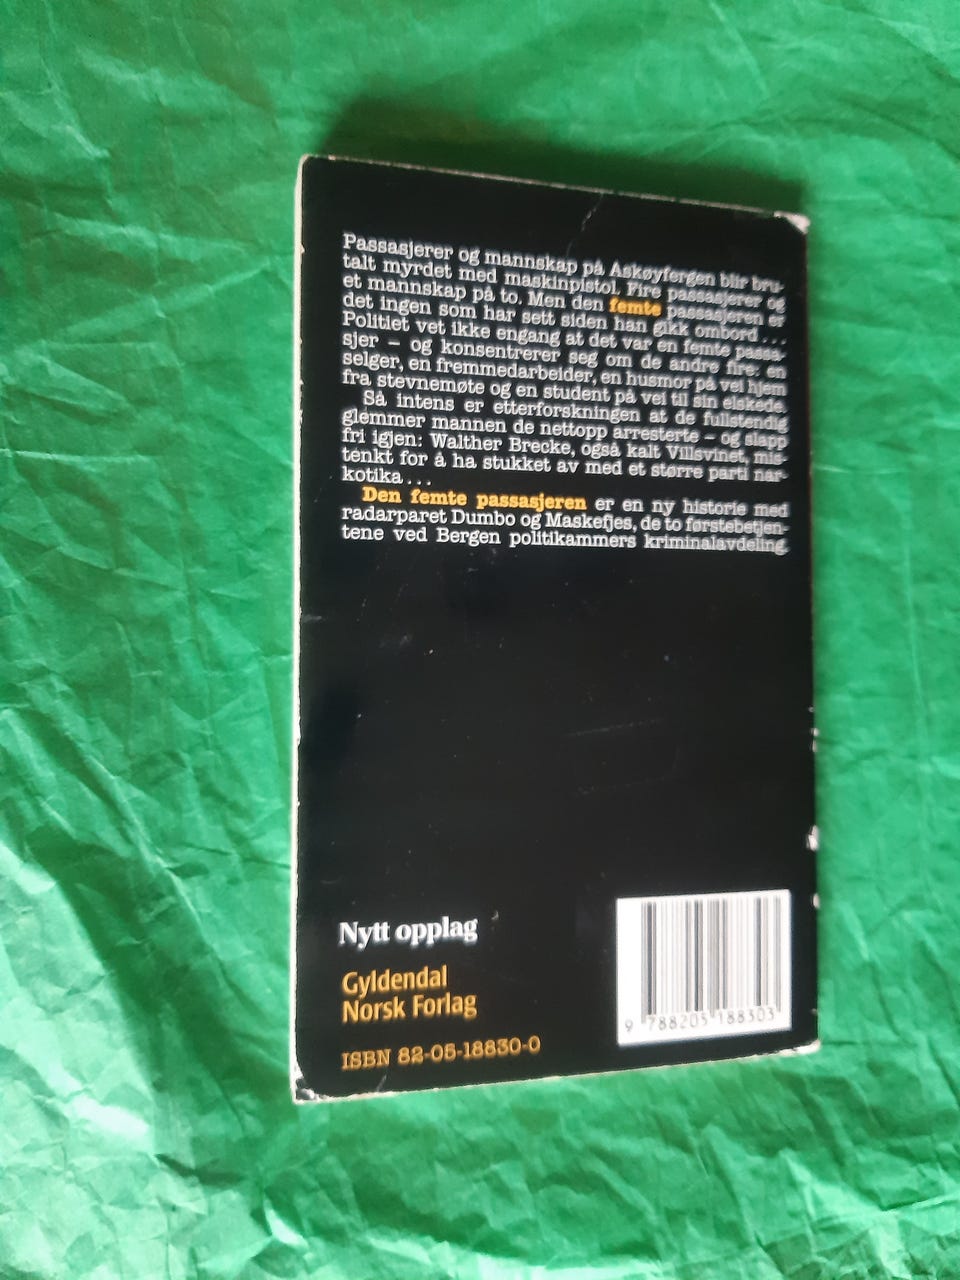 Passasjerer og mannskap på Askøyfergen blir bru-
talt myrdet med maskinpistol. Fire passasjerer og
et mannskap på to. Men den femte passasjeren er
det ingen som har sett siden han gikk ombord...
Politiet vet ikke engang at det var en femte passa-
sjer – og konsentrerer seg om de andre fire: en
selger, en fremmedarbeider, en husmor på vei hjem
fra stevnemøte og en student på vei til sin elskede.
Så intens er etterforskningen at de fullstendig
glemmer mannen de nettopp arresterte – og slapp
fri igjen: Walther Brecke, også kalt Villsvinet, mis-
tenkt for å ha stukket av med et større parti nar-
kotika...
Den femte passasjeren er en ny historie med
radarparet Dumbo og Maskefjes, de to førstebetjen-
tene ved Bergen politikammers kriminalavdeling.
Nytt opplag
Gyldendal
Norsk Forlag
ISBN 82-05-18830-0
9 788205 188303